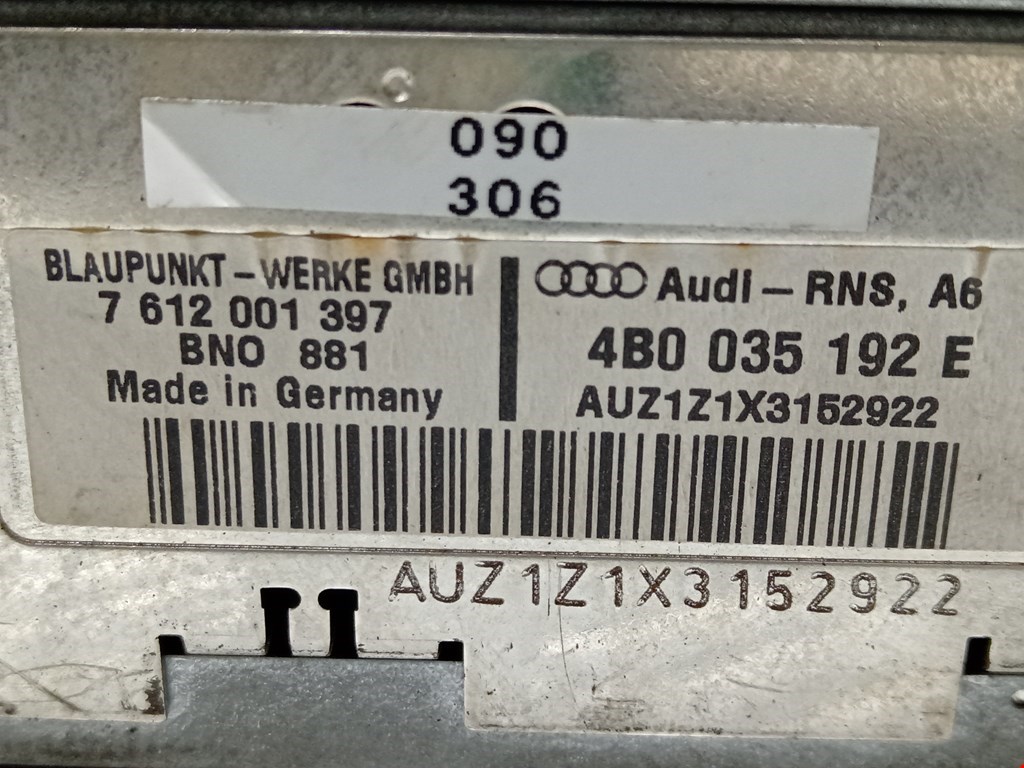 090
306
BLAUPUNKT-WERKE GMBH
7 612 001 397
BNO 881
Made in Germany
Audi-RNS, A6
4B0 035 192 E
AUZ1Z1X3152922
AUZ1Z1X3152922